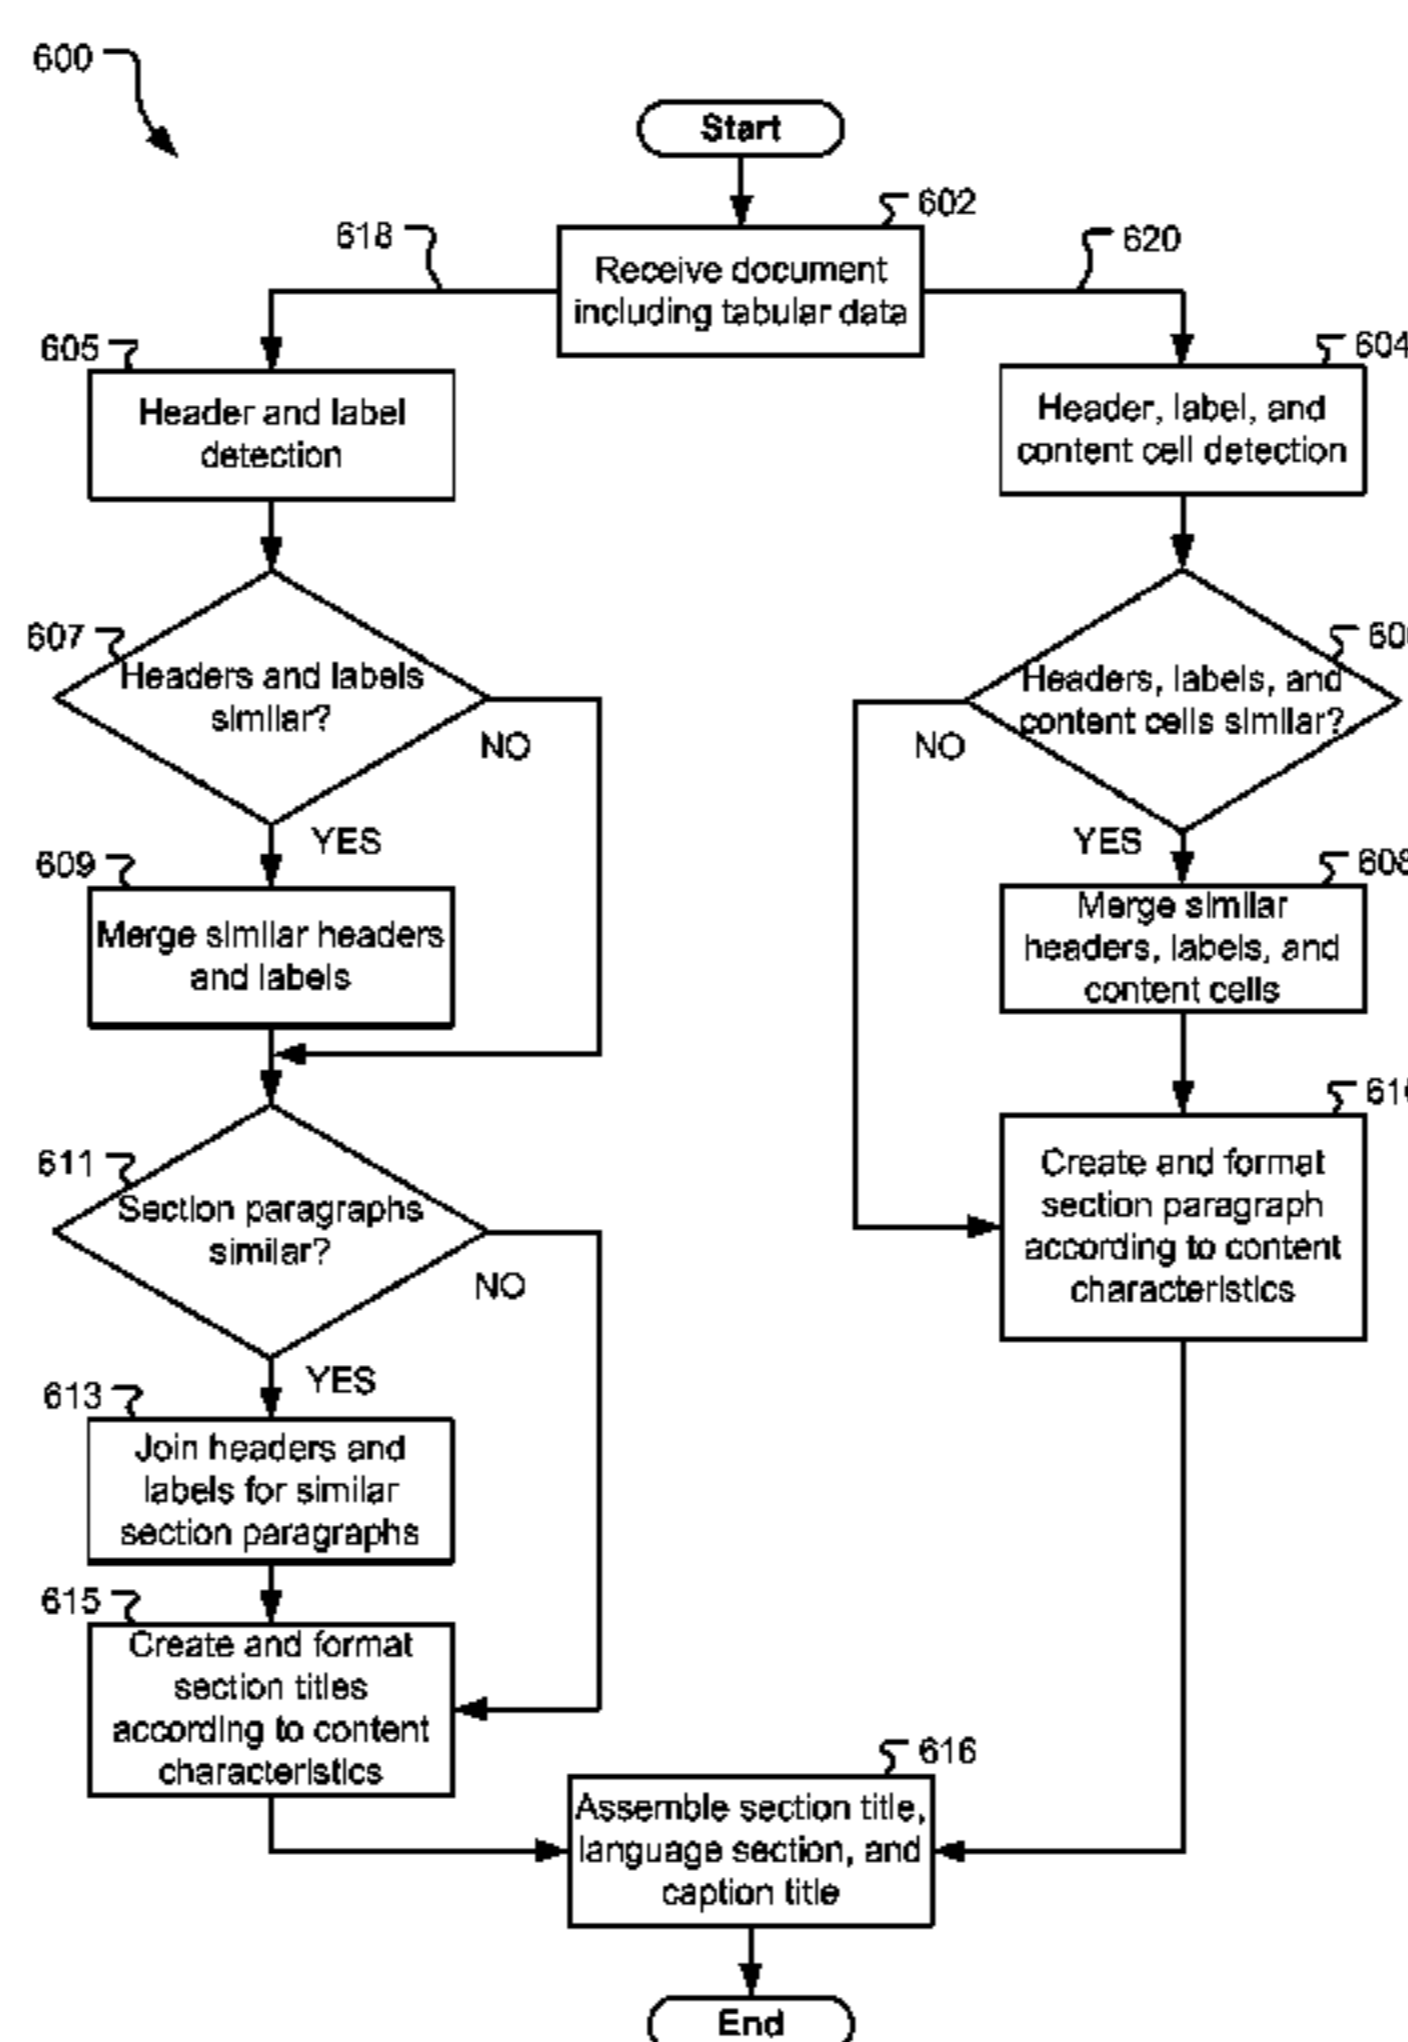 600
Start
602
618
620
Receive document
including tabular data
605
604
Header and label
detection
Header, label, and
content cell detection
607
Headers and labels
similar?
NO
YES
Headers, labels, and
content cells similar?
NO
YES
609
608
Merge similar headers
and labels
Merge similar
headers, labels, and
content cells
611
Section paragraphs
similar?
NO
YES
Create and format
section paragraph
according to content
characteristics
613
Join headers and
labels for similar
section paragraphs
615
Create and format
section titles
according to content
characteristics
616
Assemble section title,
language section, and
caption title
End